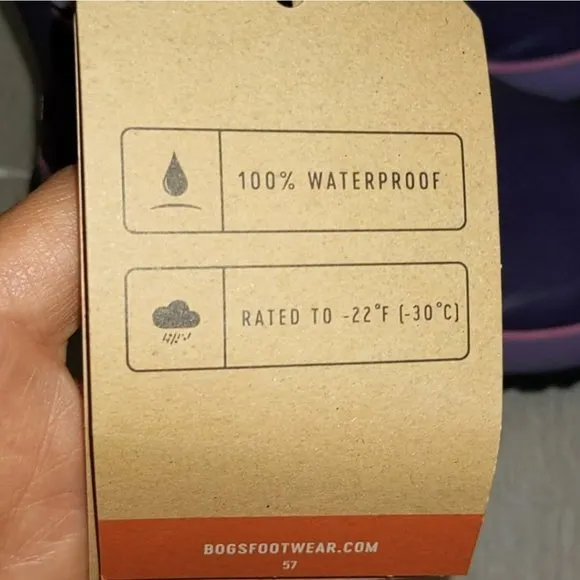 100% WATERPROOF
RATED TO -22°F (-30°C)
BOGSFOOTWEAR.COM
57